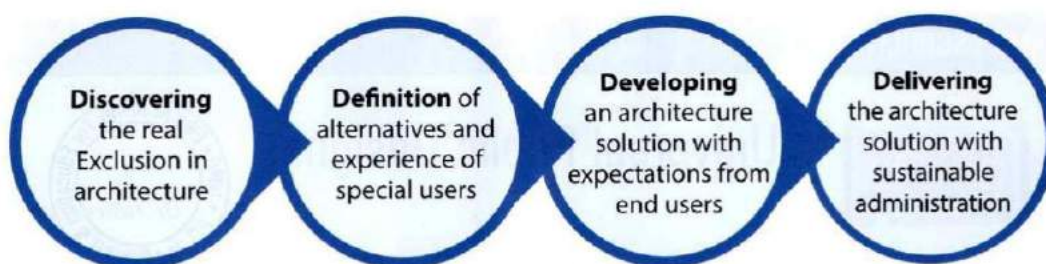 Discovering
the real
Exclusion in
architecture
Definition of
alternatives and
experience of
special users
Developing
an architecture
solution with
expectations from
end users
Delivering
the architecture
solution with
sustainable
administration